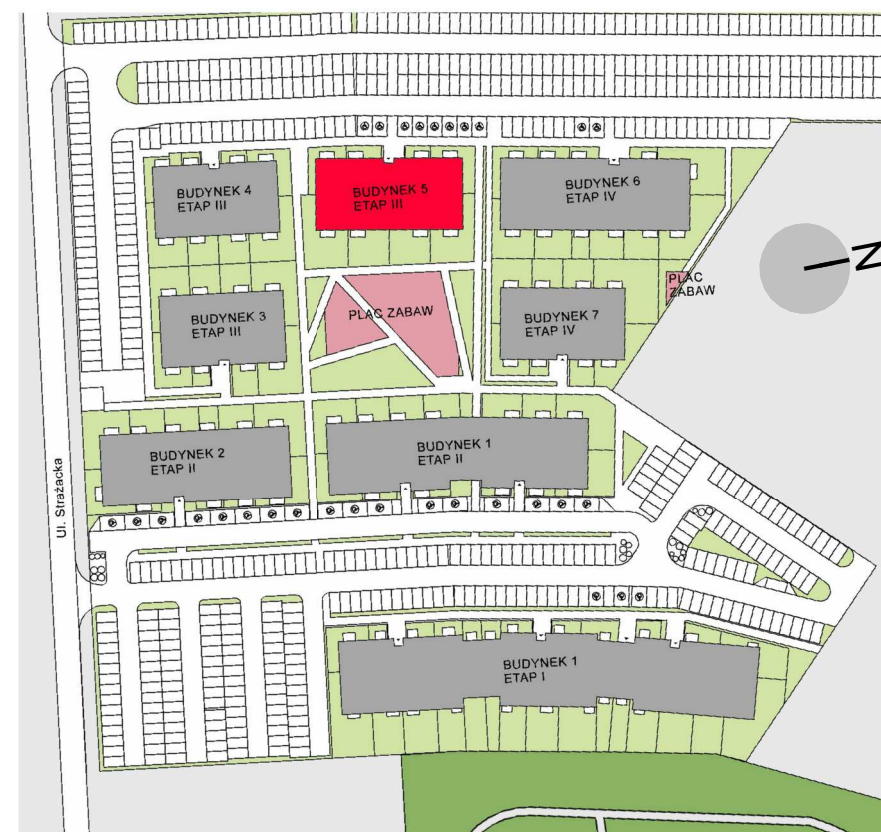 BUDYNEK 4
ETAP III
BUDYNEK 5
ETAP III
BUDYNEK 6
ETAP IV
N
PLAC
ZABAW
BUDYNEK 3
ETAP III
PLAC ZABAW
BUDYNEK 7
ETAP IV
BUDYNEK 2
ETAP II
BUDYNEK 1
ETAP II
Ul. Strażacka
BUDYNEK 1
ETAP I